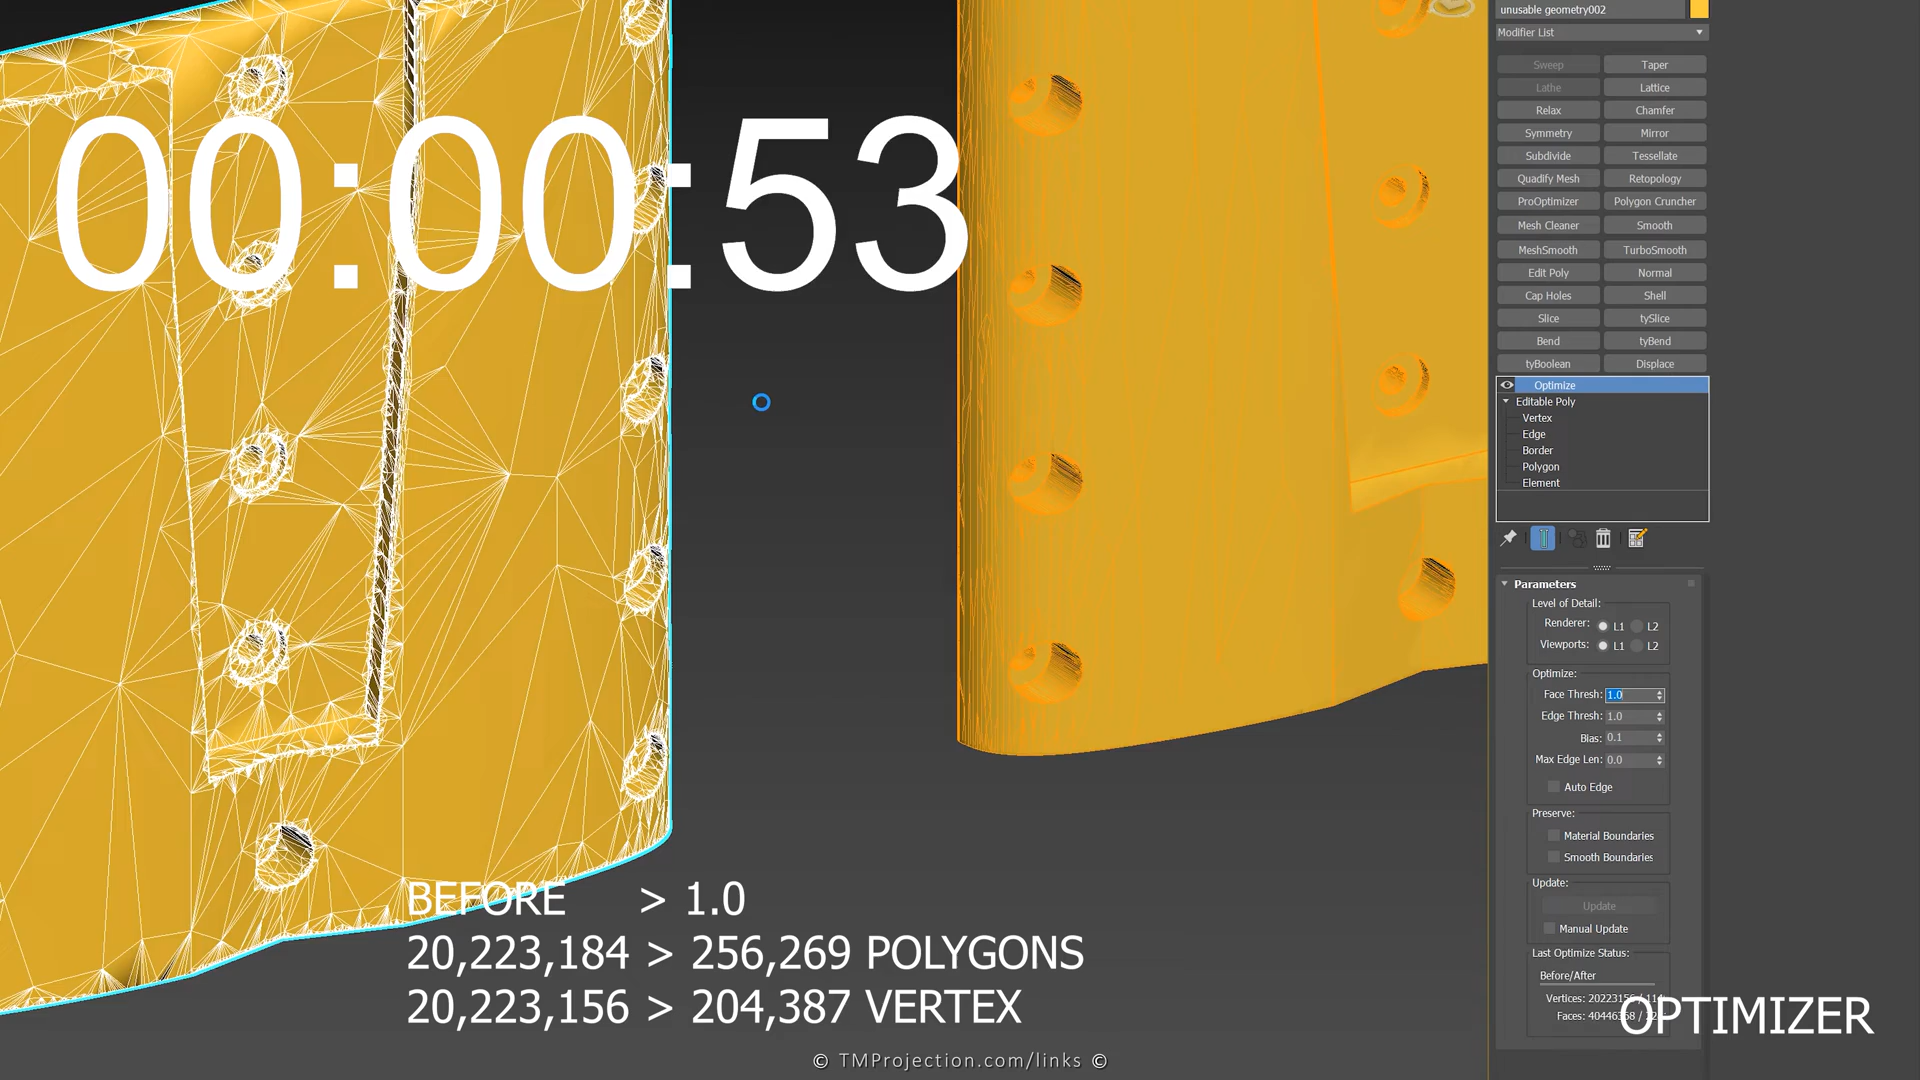 unusable geometry002
Modifier List
Sweep Taper
Lathe Lattice
Relax Chamfer
Symmetry Mirror
Subdivide Tessellate
Quadify Mesh Retopology
ProOptimizer Polygon Cruncher
Mesh Cleaner Smooth
MeshSmooth TurboSmooth
Edit Poly Normal
Cap Holes Shell
Slice tySlice
Bend tyBend
tyBoolean Displace
Optimize
Editable Poly
Vertex
Edge
Border
Polygon
Element
Parameters
Level of Detail:
Renderer: L1 L2
Viewports: L1 L2
Optimize:
Face Thresh: 1.0
Edge Thresh: 1.0
Bias: 0.1
Max Edge Len: 0.0
Auto Edge
Preserve:
Material Boundaries
Smooth Boundaries
Update:
Update
Manual Update
Last Optimize Status:
Before/After
Vertices: 20223156 /
Faces:
00:00:53
BEFORE > 1.0
20,223,184 > 256,269 POLYGONS
20,223,156 > 204,387 VERTEX
OPTIMIZER
© TMProjection.com/links ©